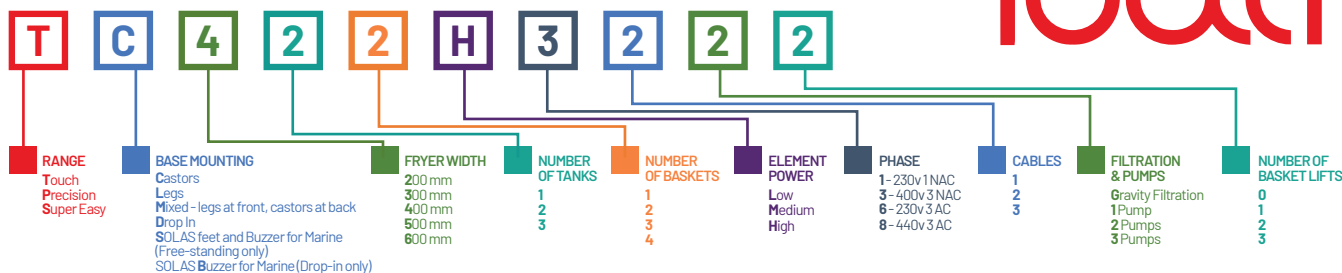 T C 4 2 2 H 3 2 2 2
RANGE
Touch
Precision
Super Easy
BASE MOUNTING
Castors
Legs
Mixed - legs at front, castors at back
Drop In
SOLAS feet and Buzzer for Marine
(Free-standing only)
SOLAS Buzzer for Marine (Drop-in only)
FRYER WIDTH
200 mm
300 mm
400 mm
500 mm
600 mm
NUMBER
OF TANKS
1
2
3
NUMBER
OF BASKETS
1
2
3
4
ELEMENT
POWER
Low
Medium
High
PHASE
1 - 230v 1 NAC
3 - 400v 3 NAC
6 - 230v 3 AC
8 - 440v 3 AC
CABLES
1
2
3
FILTRATION
& PUMPS
Gravity Filtration
1 Pump
2 Pumps
3 Pumps
NUMBER OF
BASKET LIFTS
0
1
2
3